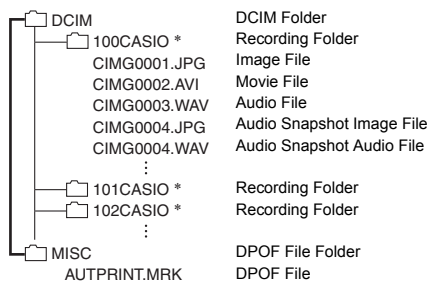 DCIM DCIM Folder
100CASIO * Recording Folder
CIMG0001.JPG Image File
CIMG0002.AVI Movie File
CIMG0003.WAV Audio File
CIMG0004.JPG Audio Snapshot Image File
CIMG0004.WAV Audio Snapshot Audio File
101CASIO * Recording Folder
102CASIO * Recording Folder
MISC DPOF File Folder
AUTPRINT.MRK DPOF File